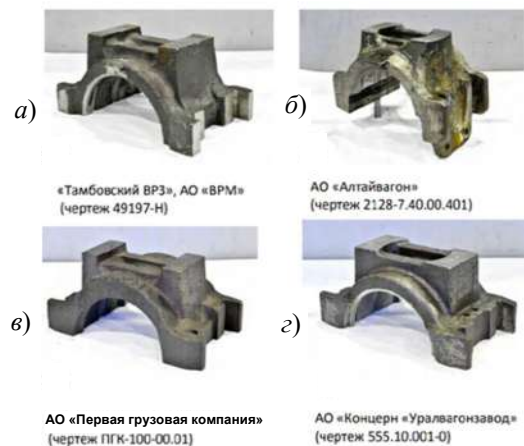 а)
б)
«Тамбовский ВРЗ», АО «ВРМ»
(чертеж 49197-Н)
АО «Алтайвагон»
(чертеж 2128-7.40.00.401)
в)
г)
АО «Первая грузовая компания»
(чертеж ПГК-100-00.01)
АО «Концерн «Уралвагонзавод»
(чертеж 555.10.001-0)